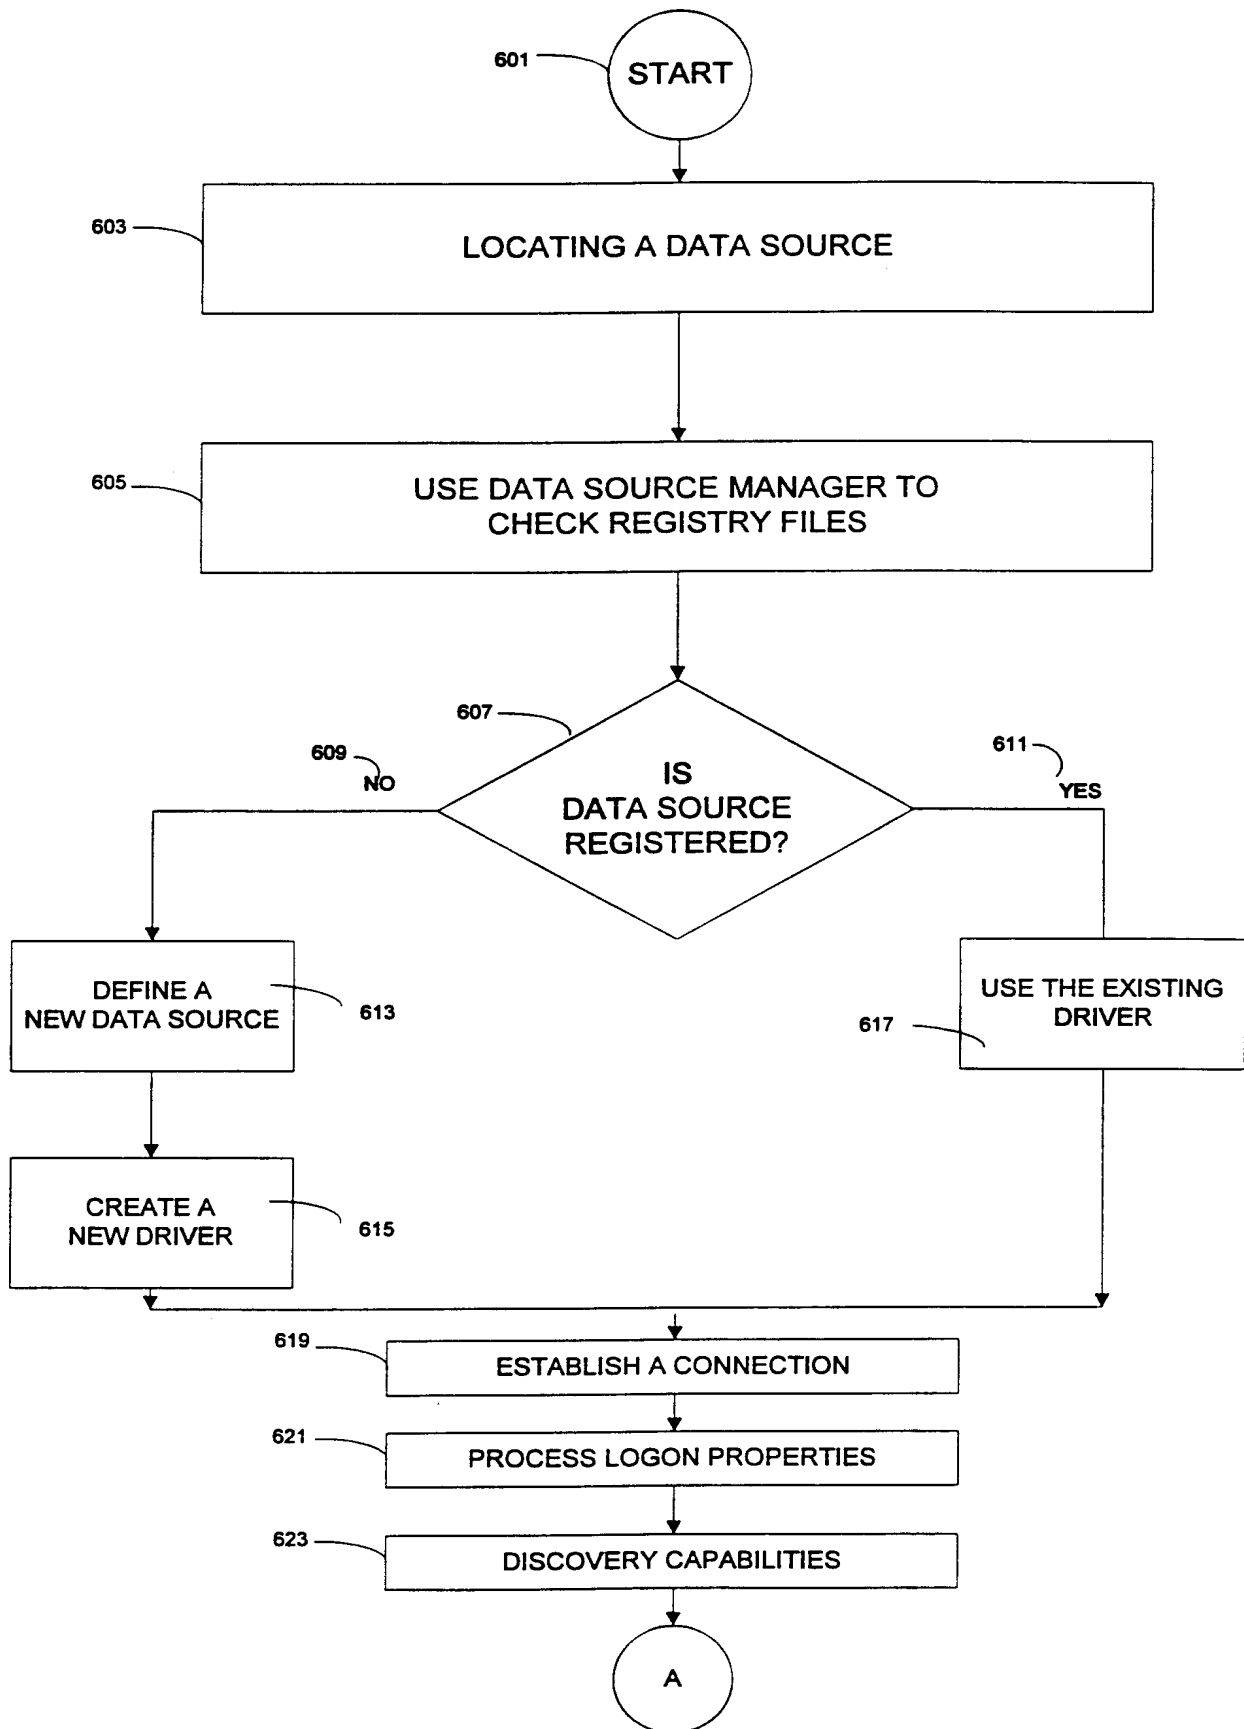 601
START
603
LOCATING A DATA SOURCE
605
USE DATA SOURCE MANAGER TO
CHECK REGISTRY FILES
607
609
NO
611
YES
IS
DATA SOURCE
REGISTERED?
DEFINE A
NEW DATA SOURCE
613
USE THE EXISTING
DRIVER
617
CREATE A
NEW DRIVER
615
619
ESTABLISH A CONNECTION
621
PROCESS LOGON PROPERTIES
623
DISCOVERY CAPABILITIES
A